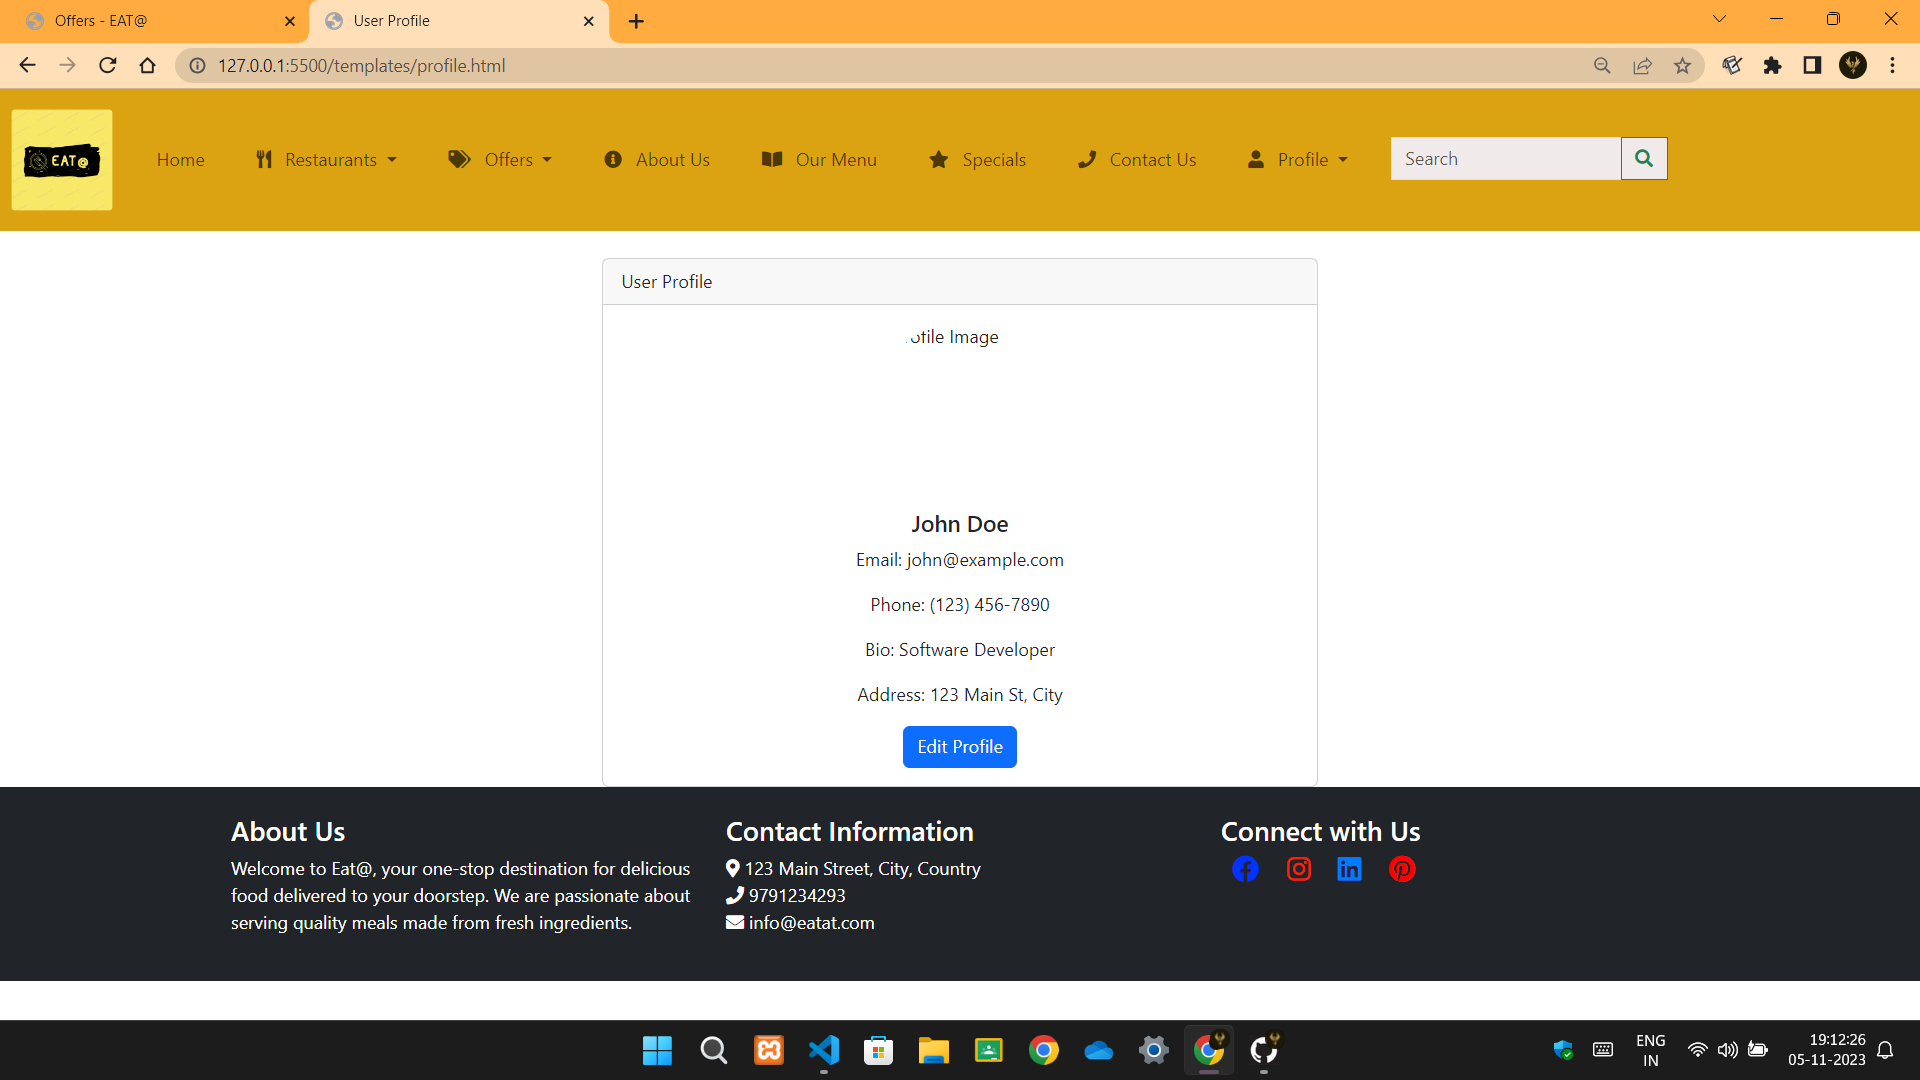 Offers - EAT@
User Profile
127.0.0.1:5500/templates/profile.html
EAT@
Home
Restaurants
Offers
About Us
Our Menu
Specials
Contact Us
Profile
Search
User Profile
ofile Image
John Doe
Email: john@example.com
Phone: (123) 456-7890
Bio: Software Developer
Address: 123 Main St, City
Edit Profile
About Us
Welcome to Eat@, your one-stop destination for delicious
food delivered to your doorstep. We are passionate about
serving quality meals made from fresh ingredients.
Contact Information
123 Main Street, City, Country
9791234293
info@eatat.com
Connect with Us
ENG
IN
19:12:26
05-11-2023